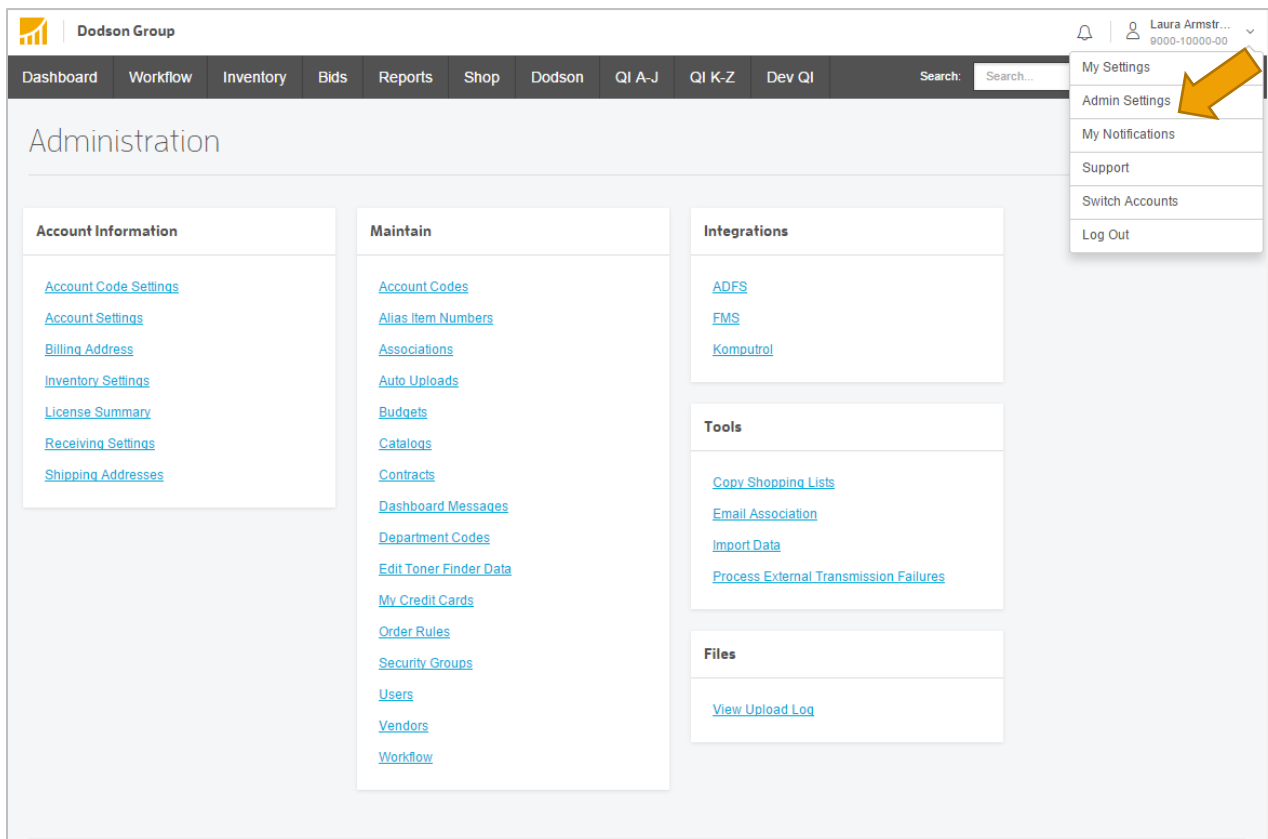 Dodson Group
Laura Armstr...
9000-10000-00
Dashboard Workflow Inventory Bids Reports Shop Dodson QI A-J QI K-Z Dev QI Search: Search...
My Settings
Admin Settings
My Notifications
Support
Switch Accounts
Log Out
Administration
Account Information
Account Code Settings
Account Settings
Billing Address
Inventory Settings
License Summary
Receiving Settings
Shipping Addresses
Maintain
Account Codes
Alias Item Numbers
Associations
Auto Uploads
Budgets
Catalogs
Contracts
Dashboard Messages
Department Codes
Edit Toner Finder Data
My Credit Cards
Order Rules
Security Groups
Users
Vendors
Workflow
Integrations
ADFS
FMS
Komputrol
Tools
Copy Shopping Lists
Email Association
Import Data
Process External Transmission Failures
Files
View Upload Log